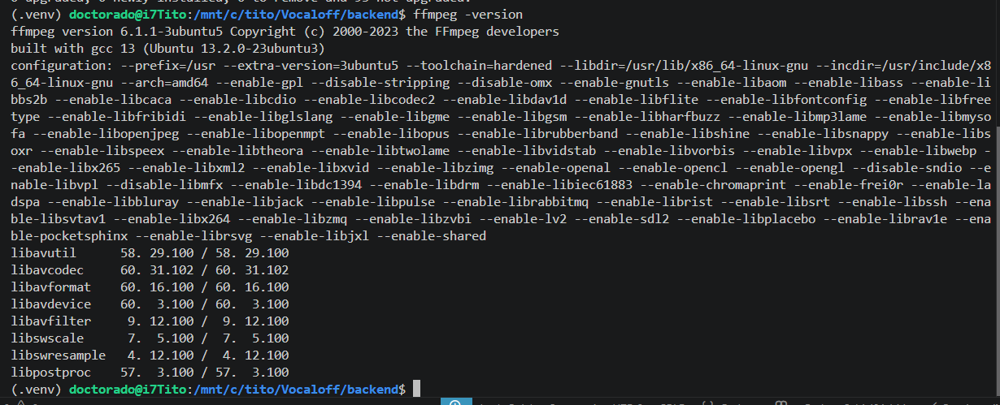 (.venv) doctorado@i7Tito:/mnt/c/tito/Vocaloff/backend$ ffmpeg -version
ffmpeg version 6.1.1-3ubuntu5 Copyright (c) 2000-2023 the FFmpeg developers
built with gcc 13 (Ubuntu 13.2.0-23ubuntu3)
configuration: --prefix=/usr --extra-version=3ubuntu5 --toolchain=hardened --libdir=/usr/lib/x86_64-linux-gnu --incdir=/usr/include/x8
6_64-linux-gnu --arch=amd64 --enable-gpl --disable-stripping --disable-omx --enable-gnutls --enable-libaom --enable-libass --enable-li
bbs2b --enable-libcaca --enable-libcdio --enable-libcodec2 --enable-libdav1d --enable-libflite --enable-libfontconfig --enable-libfree
type --enable-libfribidi --enable-libglslang --enable-libgme --enable-libgsm --enable-libharfbuzz --enable-libmp3lame --enable-libmyso
fa --enable-libopenjpeg --enable-libopenmpt --enable-libopus --enable-librubberband --enable-libshine --enable-libsnappy --enable-libs
oxr --enable-libspeex --enable-libtheora --enable-libtwolame --enable-libvidstab --enable-libvorbis --enable-libvpx --enable-libwebp -
-enable-libx265 --enable-libxml2 --enable-libxvid --enable-libzimg --enable-openal --enable-opencl --enable-opengl --disable-sndio --e
nable-libvpl --disable-libmfx --enable-libdc1394 --enable-libdrm --enable-libiec61883 --enable-chromaprint --enable-frei0r --enable-la
dspa --enable-libbluray --enable-libjack --enable-libpulse --enable-librabbitmq --enable-librist --enable-libsrt --enable-libssh --ena
ble-libsvtav1 --enable-libx264 --enable-libzmq --enable-libzvbi --enable-lv2 --enable-sdl2 --enable-libplacebo --enable-librav1e --ena
ble-pocketsphinx --enable-librsvg --enable-libjxl --enable-shared
libavutil      58. 29.100 / 58. 29.100
libavcodec     60. 31.102 / 60. 31.102
libavformat    60. 16.100 / 60. 16.100
libavdevice    60.  3.100 / 60.  3.100
libavfilter     9. 12.100 /  9. 12.100
libswscale      7.  5.100 /  7.  5.100
libswresample   4. 12.100 /  4. 12.100
libpostproc    57.  3.100 / 57.  3.100
(.venv) doctorado@i7Tito:/mnt/c/tito/Vocaloff/backend$